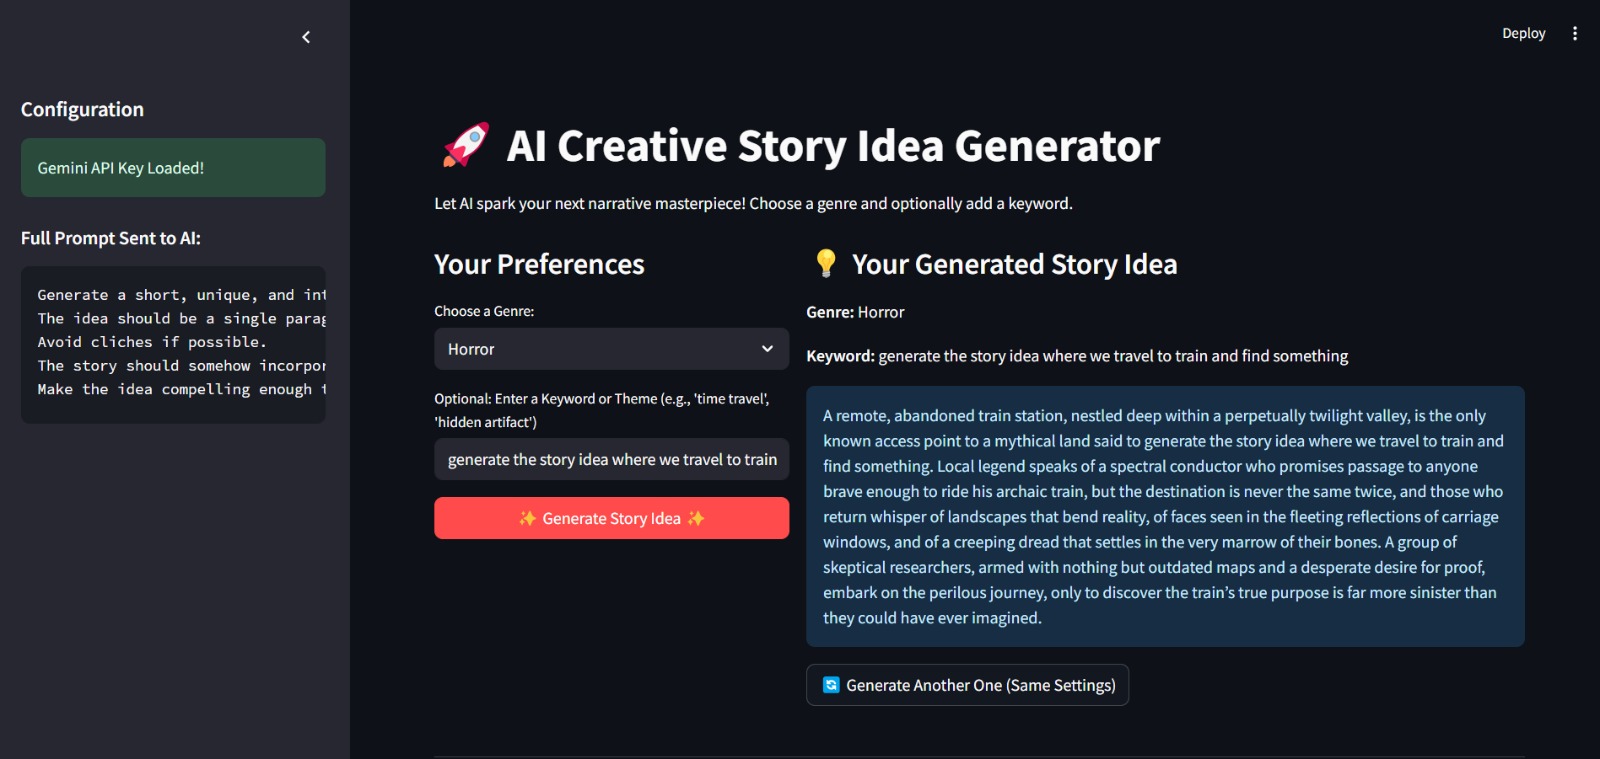 Deploy
Configuration
Gemini API Key Loaded!
Full Prompt Sent to AI:
Generate a short, unique, and int
The idea should be a single parag
Avoid cliches if possible.
The story should somehow incorpor
Make the idea compelling enough t
🚀 AI Creative Story Idea Generator
Let AI spark your next narrative masterpiece! Choose a genre and optionally add a keyword.
Your Preferences
Choose a Genre:
Horror
Optional: Enter a Keyword or Theme (e.g., 'time travel',
'hidden artifact')
generate the story idea where we travel to train
✨ Generate Story Idea ✨
💡 Your Generated Story Idea
Genre: Horror
Keyword: generate the story idea where we travel to train and find something
A remote, abandoned train station, nestled deep within a perpetually twilight valley, is the only
known access point to a mythical land said to generate the story idea where we travel to train and
find something. Local legend speaks of a spectral conductor who promises passage to anyone
brave enough to ride his archaic train, but the destination is never the same twice, and those who
return whisper of landscapes that bend reality, of faces seen in the fleeting reflections of carriage
windows, and of a creeping dread that settles in the very marrow of their bones. A group of
skeptical researchers, armed with nothing but outdated maps and a desperate desire for proof,
embark on the perilous journey, only to discover the train’s true purpose is far more sinister than
they could have ever imagined.
🔄 Generate Another One (Same Settings)